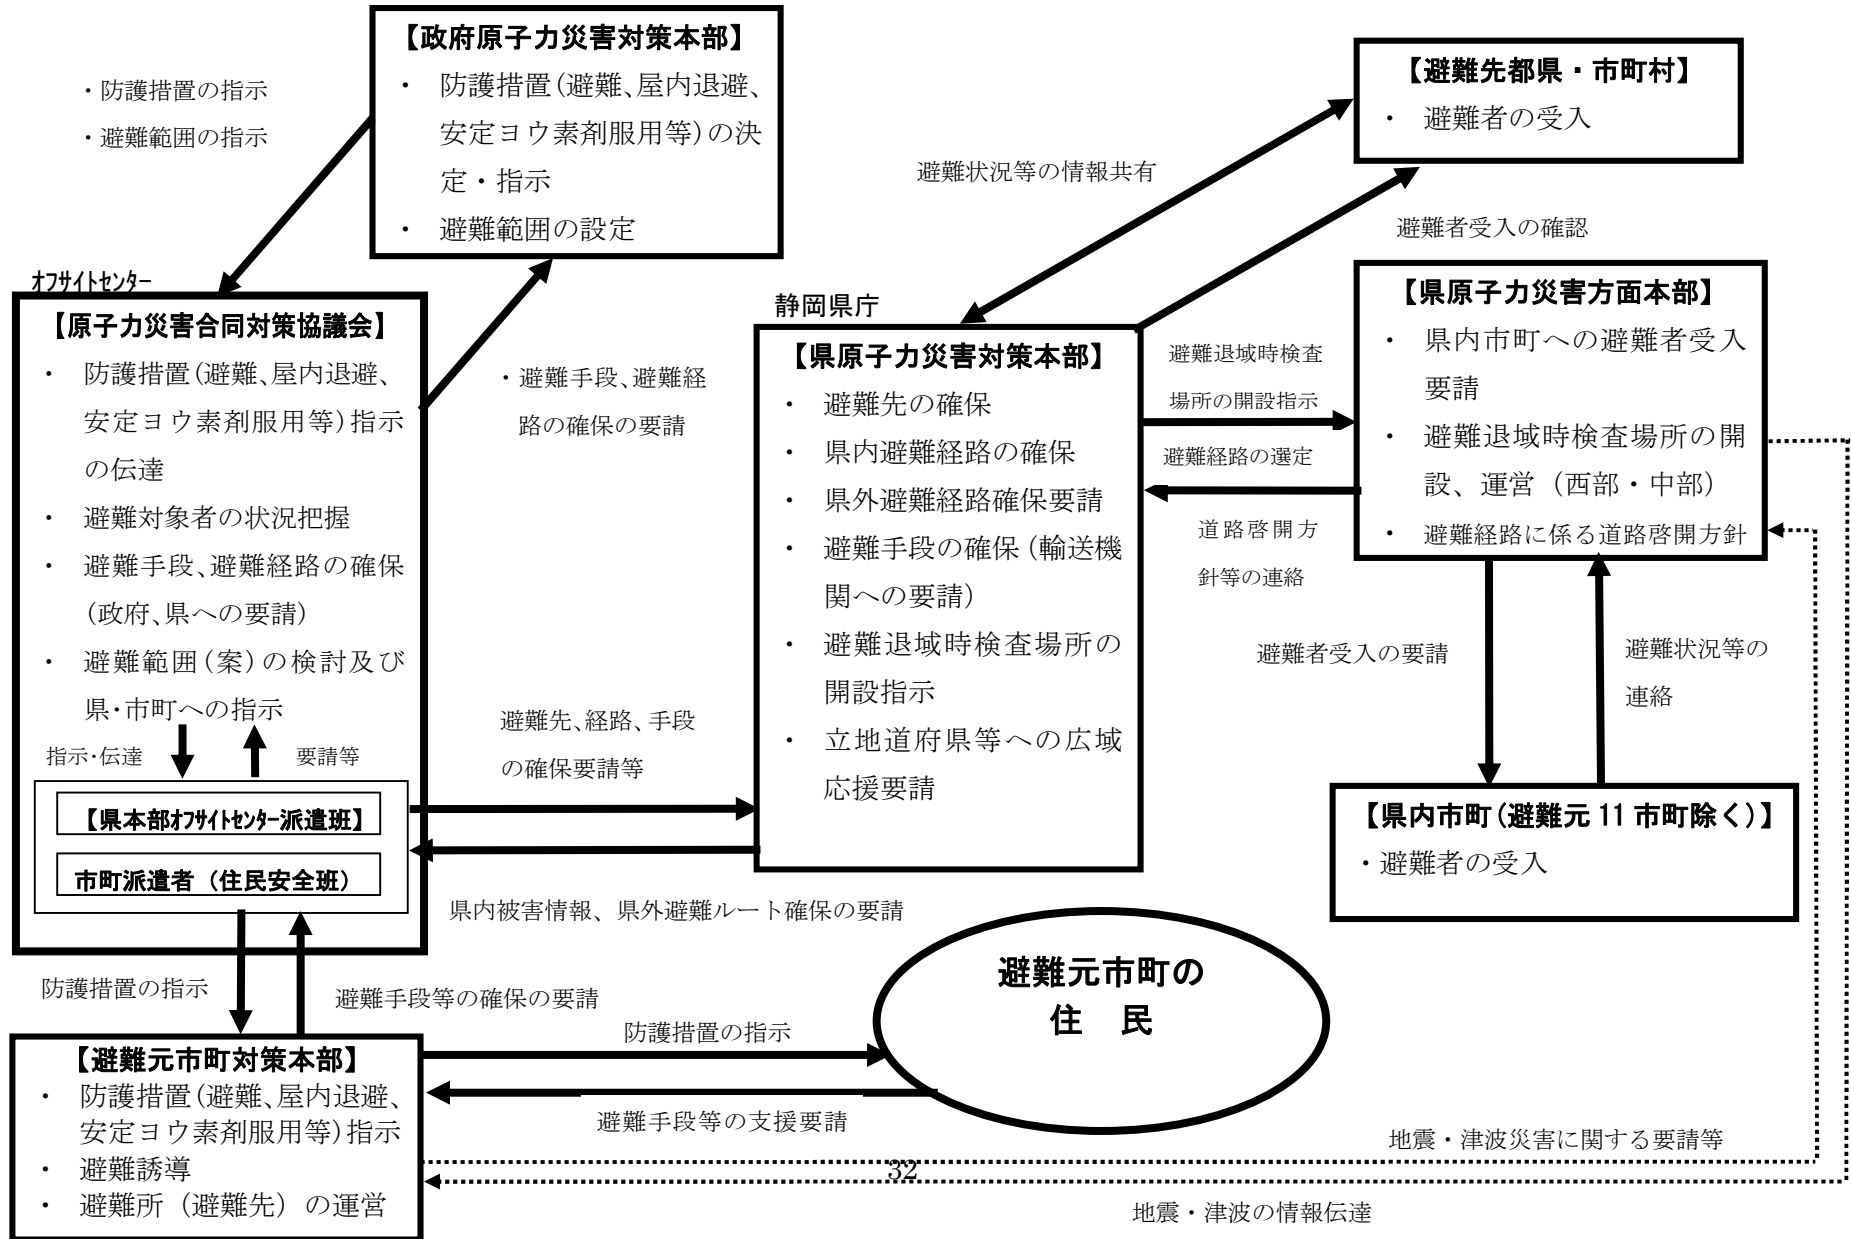 【政府原子力災害対策本部】
・ 防護措置(避難、屋内退避、
安定ヨウ素剤服用等)の決
定・指示
・ 避難範囲の設定
・防護措置の指示
・避難範囲の指示
【避難先都県・市町村】
・ 避難者の受入
避難状況等の情報共有
避難者受入の確認
オフサイトセンター
【原子力災害合同対策協議会】
・ 防護措置(避難、屋内退避、
安定ヨウ素剤服用等)指示
の伝達
・ 避難対象者の状況把握
・ 避難手段、避難経路の確保
(政府、県への要請)
・ 避難範囲(案)の検討及び
県・市町への指示
指示・伝達
要請等
【県本部オフサイトセンター派遣班】
市町派遣者(住民安全班)
・避難手段、避難経
路の確保の要請
避難先、経路、手段
の確保要請等
県内被害情報、県外避難ルート確保の要請
静岡県庁
【県原子力災害対策本部】
・ 避難先の確保
・ 県内避難経路の確保
・ 県外避難経路確保要請
・ 避難手段の確保(輸送機
関への要請)
・ 避難退域時検査場所の
開設指示
・ 立地道府県等への広域
応援要請
避難退域時検査
場所の開設指示
避難経路の選定
道路啓開方
針等の連絡
【県原子力災害方面本部】
・ 県内市町への避難者受入
要請
・ 避難退域時検査場所の開
設、運営(西部・中部)
・ 避難経路に係る道路啓開方針
避難者受入の要請
避難状況等の
連絡
【県内市町(避難元 11 市町除く)】
・避難者の受入
防護措置の指示
避難手段等の確保の要請
【避難元市町対策本部】
・ 防護措置(避難、屋内退避、
安定ヨウ素剤服用等)指示
・ 避難誘導
・ 避難所(避難先)の運営
防護措置の指示
避難手段等の支援要請
避難元市町の
住 民
地震・津波災害に関する要請等
32
地震・津波の情報伝達